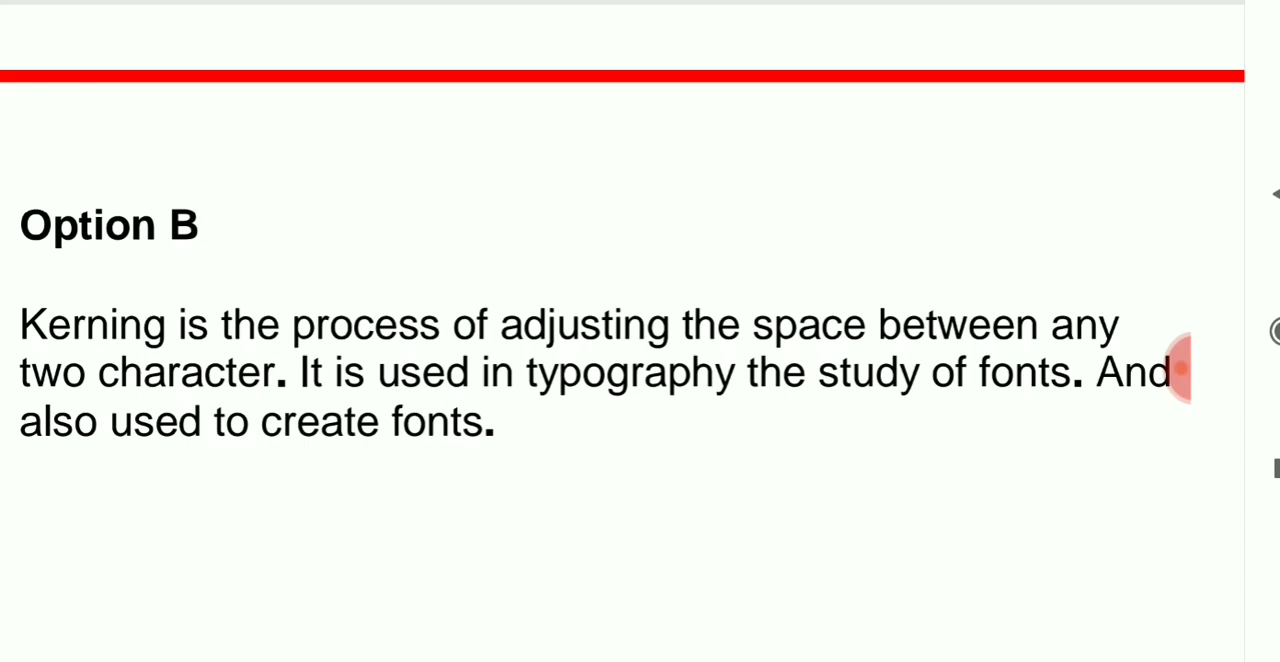 Option B
Kerning is the process of adjusting the space between any
two character. It is used in typography the study of fonts. And
also used to create fonts.